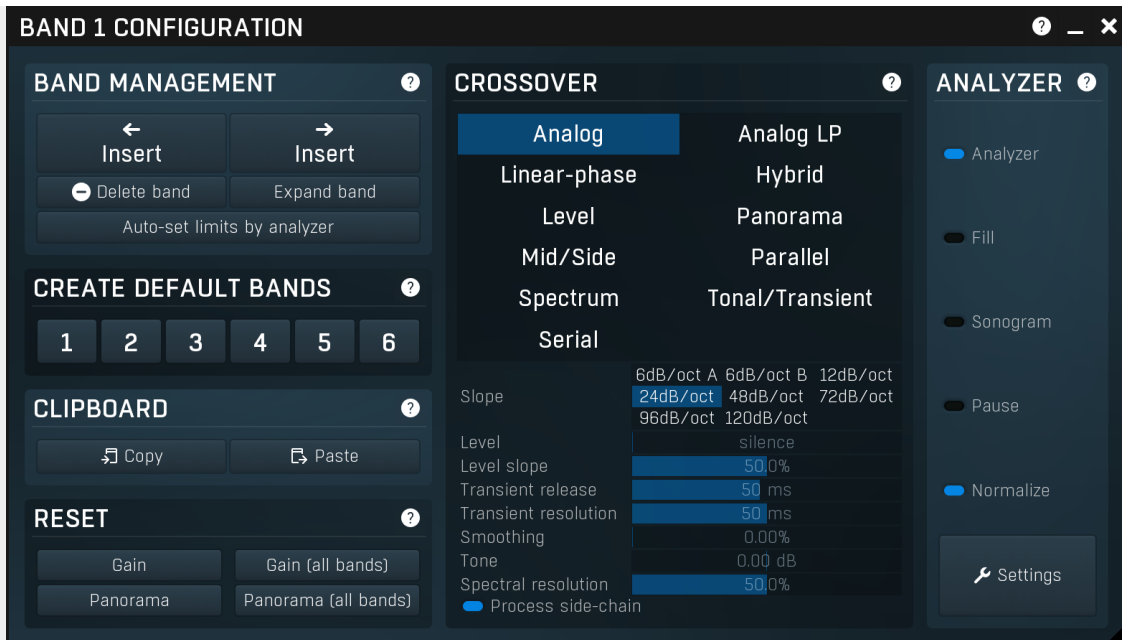 BAND 1 CONFIGURATION
?
BAND MANAGEMENT
?
Insert
Insert
Delete band
Expand band
Auto-set limits by analyzer
CREATE DEFAULT BANDS
?
1 2 3 4 5 6
CLIPBOARD
?
Copy
Paste
RESET
?
Gain
Gain (all bands)
Panorama
Panorama (all bands)
CROSSOVER
?
Analog
Analog LP
Linear-phase
Hybrid
Level
Panorama
Mid/Side
Parallel
Spectrum
Tonal/Transient
Serial
Slope
6dB/oct A 6dB/oct B 12dB/oct
24dB/oct 48dB/oct 72dB/oct
96dB/oct 120dB/oct
Level silence
Level slope 50.0%
Transient release 50 ms
Transient resolution 50 ms
Smoothing 0.00%
Tone 0.00 dB
Spectral resolution 50.0%
Process side-chain
ANALYZER
?
Analyzer
Fill
Sonogram
Pause
Normalize
Settings